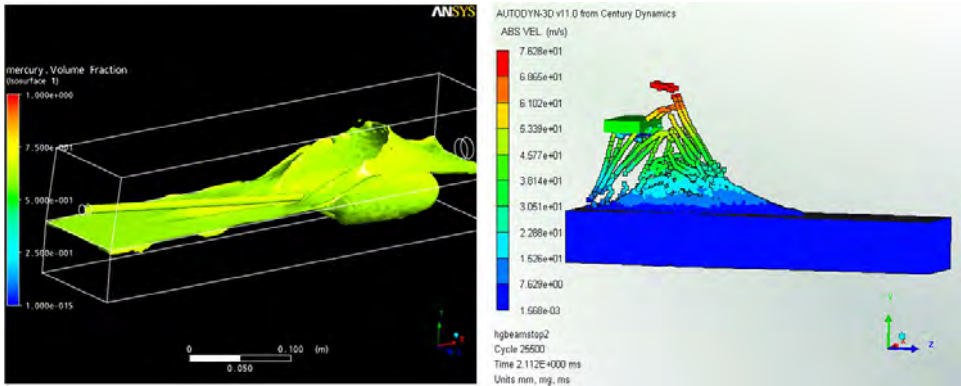 ANSYS
mercury.Volume Fraction
(Isosurface 1)
1.000e+000
7.500e-001
5.000e-001
2.500e-001
1.000e-015
0
0.100
(m)
0.050
AUTODYN-3D v11.0 from Century Dynamics
ABS VEL. (m/s)
7.628e+01
6.865e+01
6.102e+01
5.339e+01
4.577e+01
3.814e+01
3.051e+01
2.288e+01
1.526e+01
7.629e+00
1.568e-03
hgbeamstop2
Cycle 25500
Time 2.112E+000 ms
Units mm, mg, ms
Y
X
Z